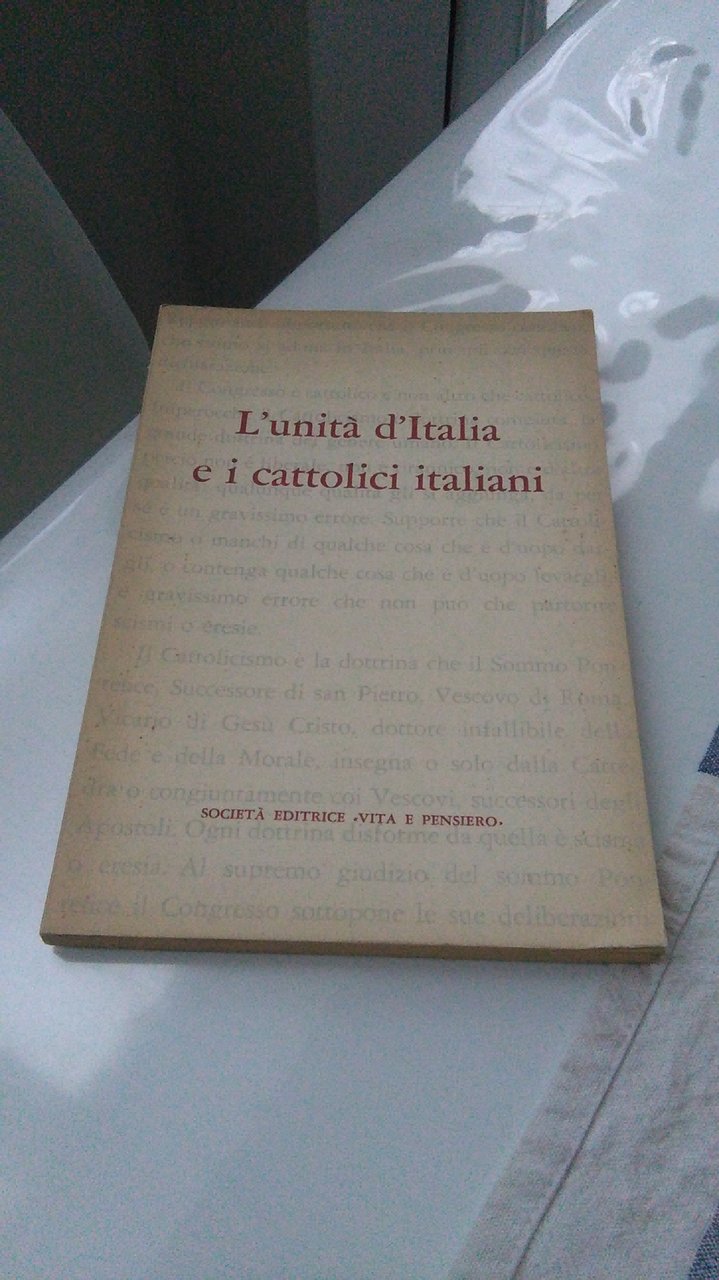 Il Congresso è cattolico e non altro che cattolico.
L'unità d'Italia
e i cattolici italiani
sé è un gravissimo errore. Supporre che il Cattoli-
cismo o manchi di qualche cosa che è d'uopo dar-
gli, o contenga qualche cosa che è d'uopo levargli
è gravissimo errore che non può che partorire
scismi o eresie.
Il Cattolicismo è la dottrina che il Sommo Pon-
tefice, Successore di san Pietro, Vescovo di Roma,
Vicario di Gesù Cristo, dottore infallibile della
Fede e della Morale, insegna o solo dalla Catte-
dra o congiuntamente coi Vescovi, successori degli
SOCIETÀ EDITRICE «VITA E PENSIERO»
Apostoli. Ogni dottrina disforme da quella è scisma
o eresia. Al supremo giudizio del sommo Pon-
tefice il Congresso sottopone le sue deliberazioni